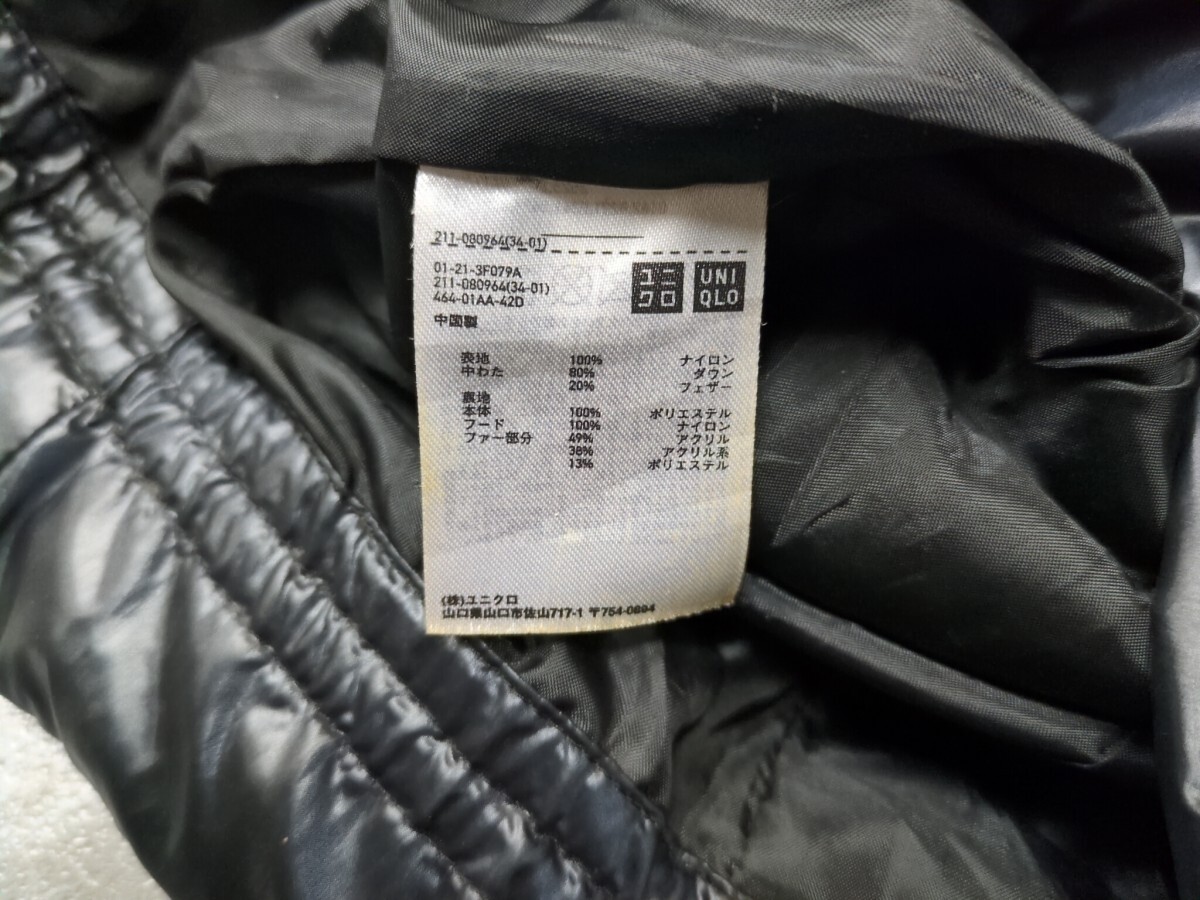 211-080964(34-01)
01-21-3F079A
211-080964(34-01)
464-01AA-42D
中国製
ユニ
クロ
UNI
QLO
表地 100% ナイロン
中わた 80% ダウン
20% フェザー
裏地
本体 100% ポリエステル
フード 100% ナイロン
ファー部分 49% アクリル
38% アクリル系
13% ポリエステル
(株)ユニクロ
山口県山口市佐山717-1 〒754-0894